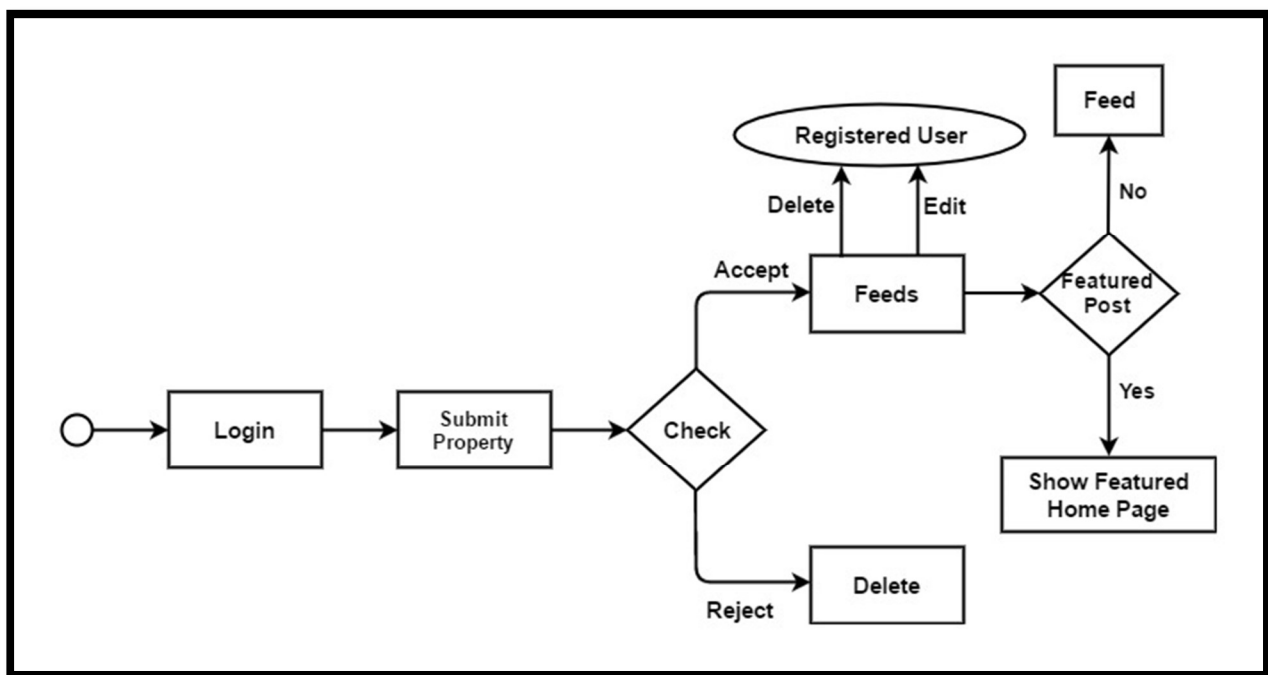 Feed
Registered User
Delete
Edit
No
Accept
Feeds
Featured
Post
Login
Submit
Property
Check
Yes
Show Featured
Home Page
Reject
Delete